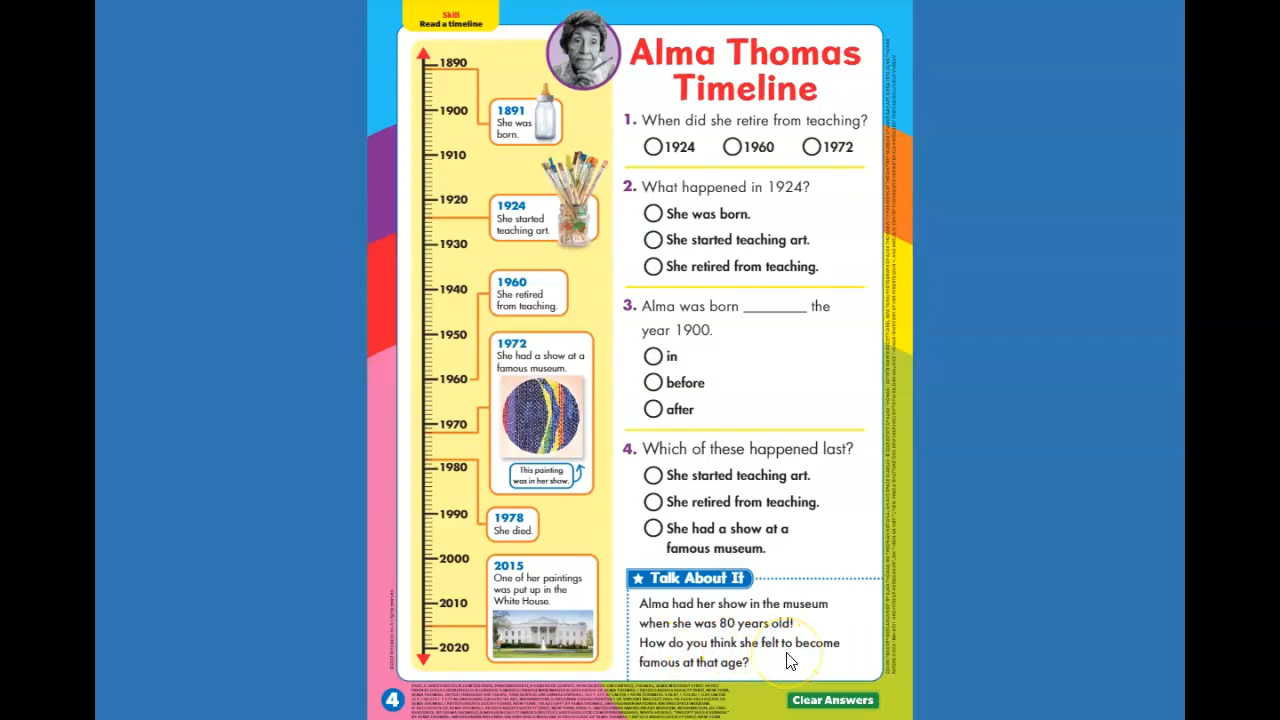 Skill
Read a timeline
Alma Thomas
Timeline
1890
1900
1910
1920
1930
1940
1950
1960
1970
1980
1990
2000
2010
2020
1891
She was
born.
1924
She started
teaching art.
1960
She retired
from teaching.
1972
She had a show at a
famous museum.
This painting
was in her show.
1978
She died.
2015
One of her paintings
was put up in the
White House.
1. When did she retire from teaching?
1924 1960 1972
2. What happened in 1924?
She was born.
She started teaching art.
She retired from teaching.
3. Alma was born ________ the
year 1900.
in
before
after
4. Which of these happened last?
She started teaching art.
She retired from teaching.
She had a show at a
famous museum.
Talk About It
Alma had her show in the museum
when she was 80 years old!
How do you think she felt to become
famous at that age?
4
Clear Answers